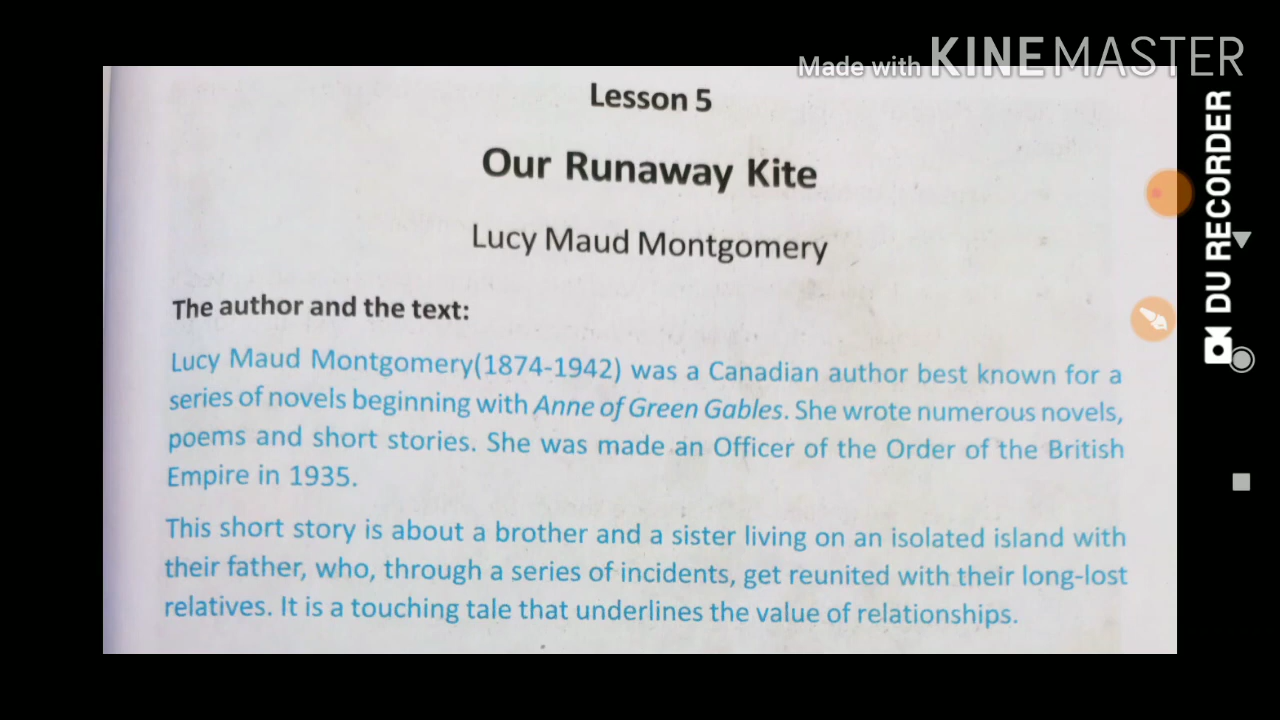 Made with KINEMASTER
Lesson 5
DU RECORDER
Our Runaway Kite
Lucy Maud Montgomery
The author and the text:
Lucy Maud Montgomery(1874-1942) was a Canadian author best known for a
series of novels beginning with Anne of Green Gables. She wrote numerous novels,
poems and short stories. She was made an Officer of the Order of the British
Empire in 1935.
This short story is about a brother and a sister living on an isolated island with
their father, who, through a series of incidents, get reunited with their long-lost
relatives. It is a touching tale that underlines the value of relationships.